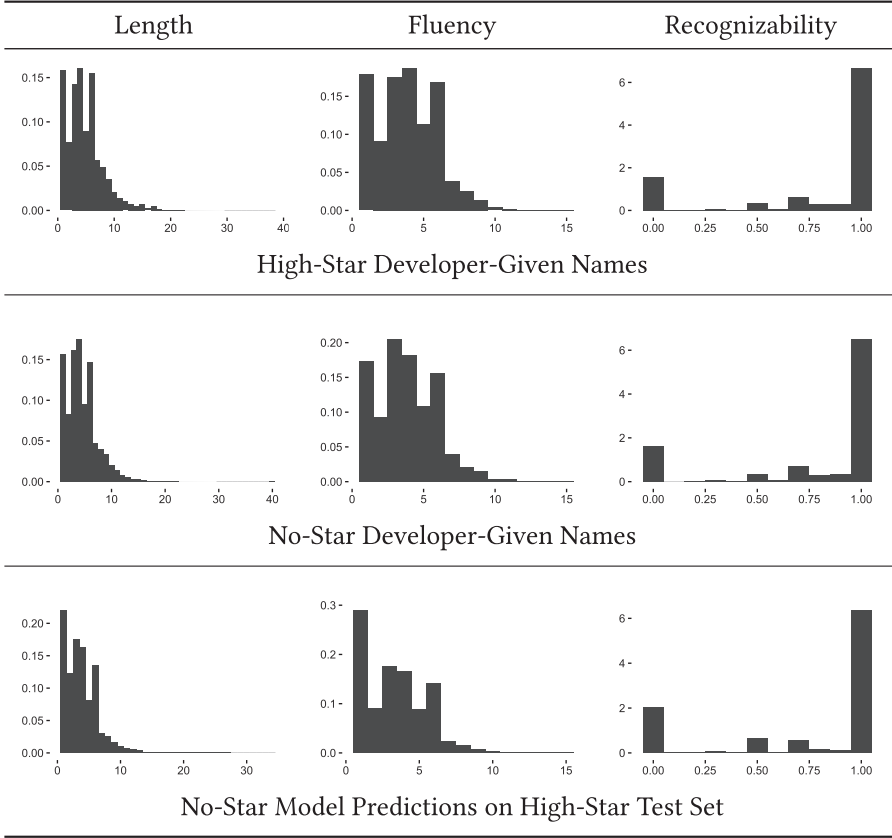 Length Fluency Recognizability
0.15 0.10 0.05 0.00
0 10 20 30 40
0.15 0.10 0.05 0.00
0 5 10 15
6 4 2 0
0.00 0.25 0.50 0.75 1.00
High-Star Developer-Given Names
0.15 0.10 0.05 0.00
0 10 20 30 40
0.20 0.15 0.10 0.05 0.00
0 5 10 15
6 4 2 0
0.00 0.25 0.50 0.75 1.00
No-Star Developer-Given Names
0.20 0.15 0.10 0.05 0.00
0 10 20 30
0.3 0.2 0.1 0.0
0 5 10 15
6 4 2 0
0.00 0.25 0.50 0.75 1.00
No-Star Model Predictions on High-Star Test Set